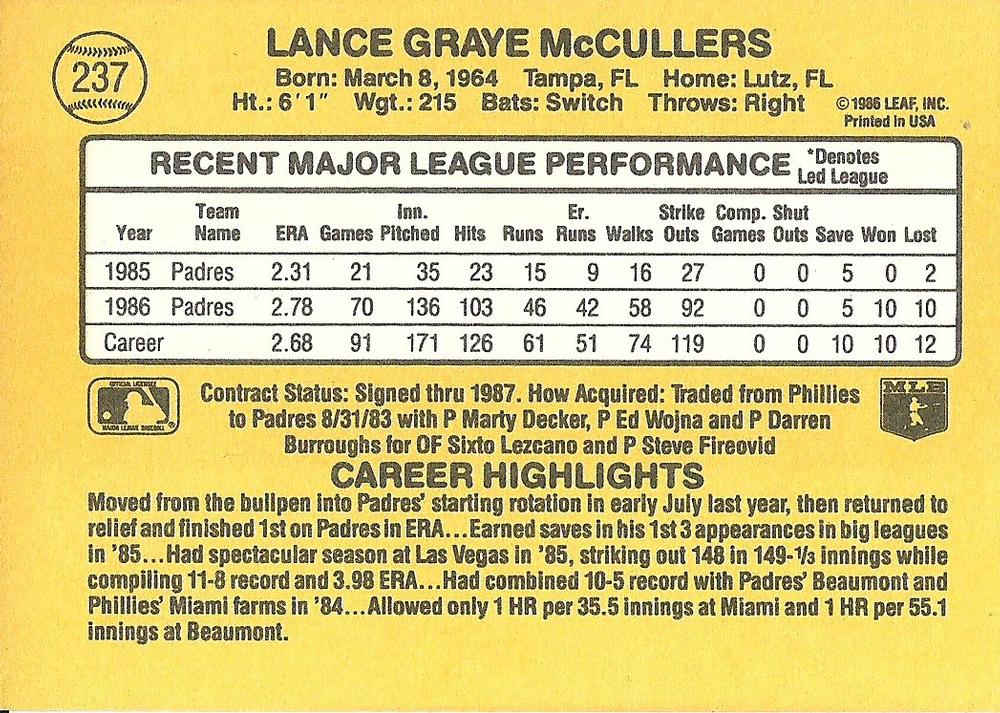 237
LANCE GRAYE McCULLERS
Born: March 8, 1964 Tampa, FL Home: Lutz, FL
Ht.: 6'1" Wgt.: 215 Bats: Switch Throws: Right ©1986 LEAF, INC.
Printed in USA
RECENT MAJOR LEAGUE PERFORMANCE *Denotes Led League
Year Team Name ERA Games Inn. Pitched Hits Runs Er. Runs Walks Strike Outs Comp. Games Shut Outs Save Won Lost
1985 Padres 2.31 21 35 23 15 9 16 27 0 0 5 0 2
1986 Padres 2.78 70 136 103 46 42 58 92 0 0 5 10 10
Career 2.68 91 171 126 61 51 74 119 0 0 10 10 12
OFFICIAL LICENSEE
MAJOR LEAGUE BASEBALL
MLB
Contract Status: Signed thru 1987. How Acquired: Traded from Phillies
to Padres 8/31/83 with P Marty Decker, P Ed Wojna and P Darren
Burroughs for OF Sixto Lezcano and P Steve Fireovid
CAREER HIGHLIGHTS
Moved from the bullpen into Padres' starting rotation in early July last year, then returned to
relief and finished 1st on Padres in ERA...Earned saves in his 1st 3 appearances in big leagues
in '85...Had spectacular season at Las Vegas in '85, striking out 148 in 149-1/3 innings while
compiling 11-8 record and 3.98 ERA...Had combined 10-5 record with Padres' Beaumont and
Phillies' Miami farms in '84...Allowed only 1 HR per 35.5 innings at Miami and 1 HR per 55.1
innings at Beaumont.